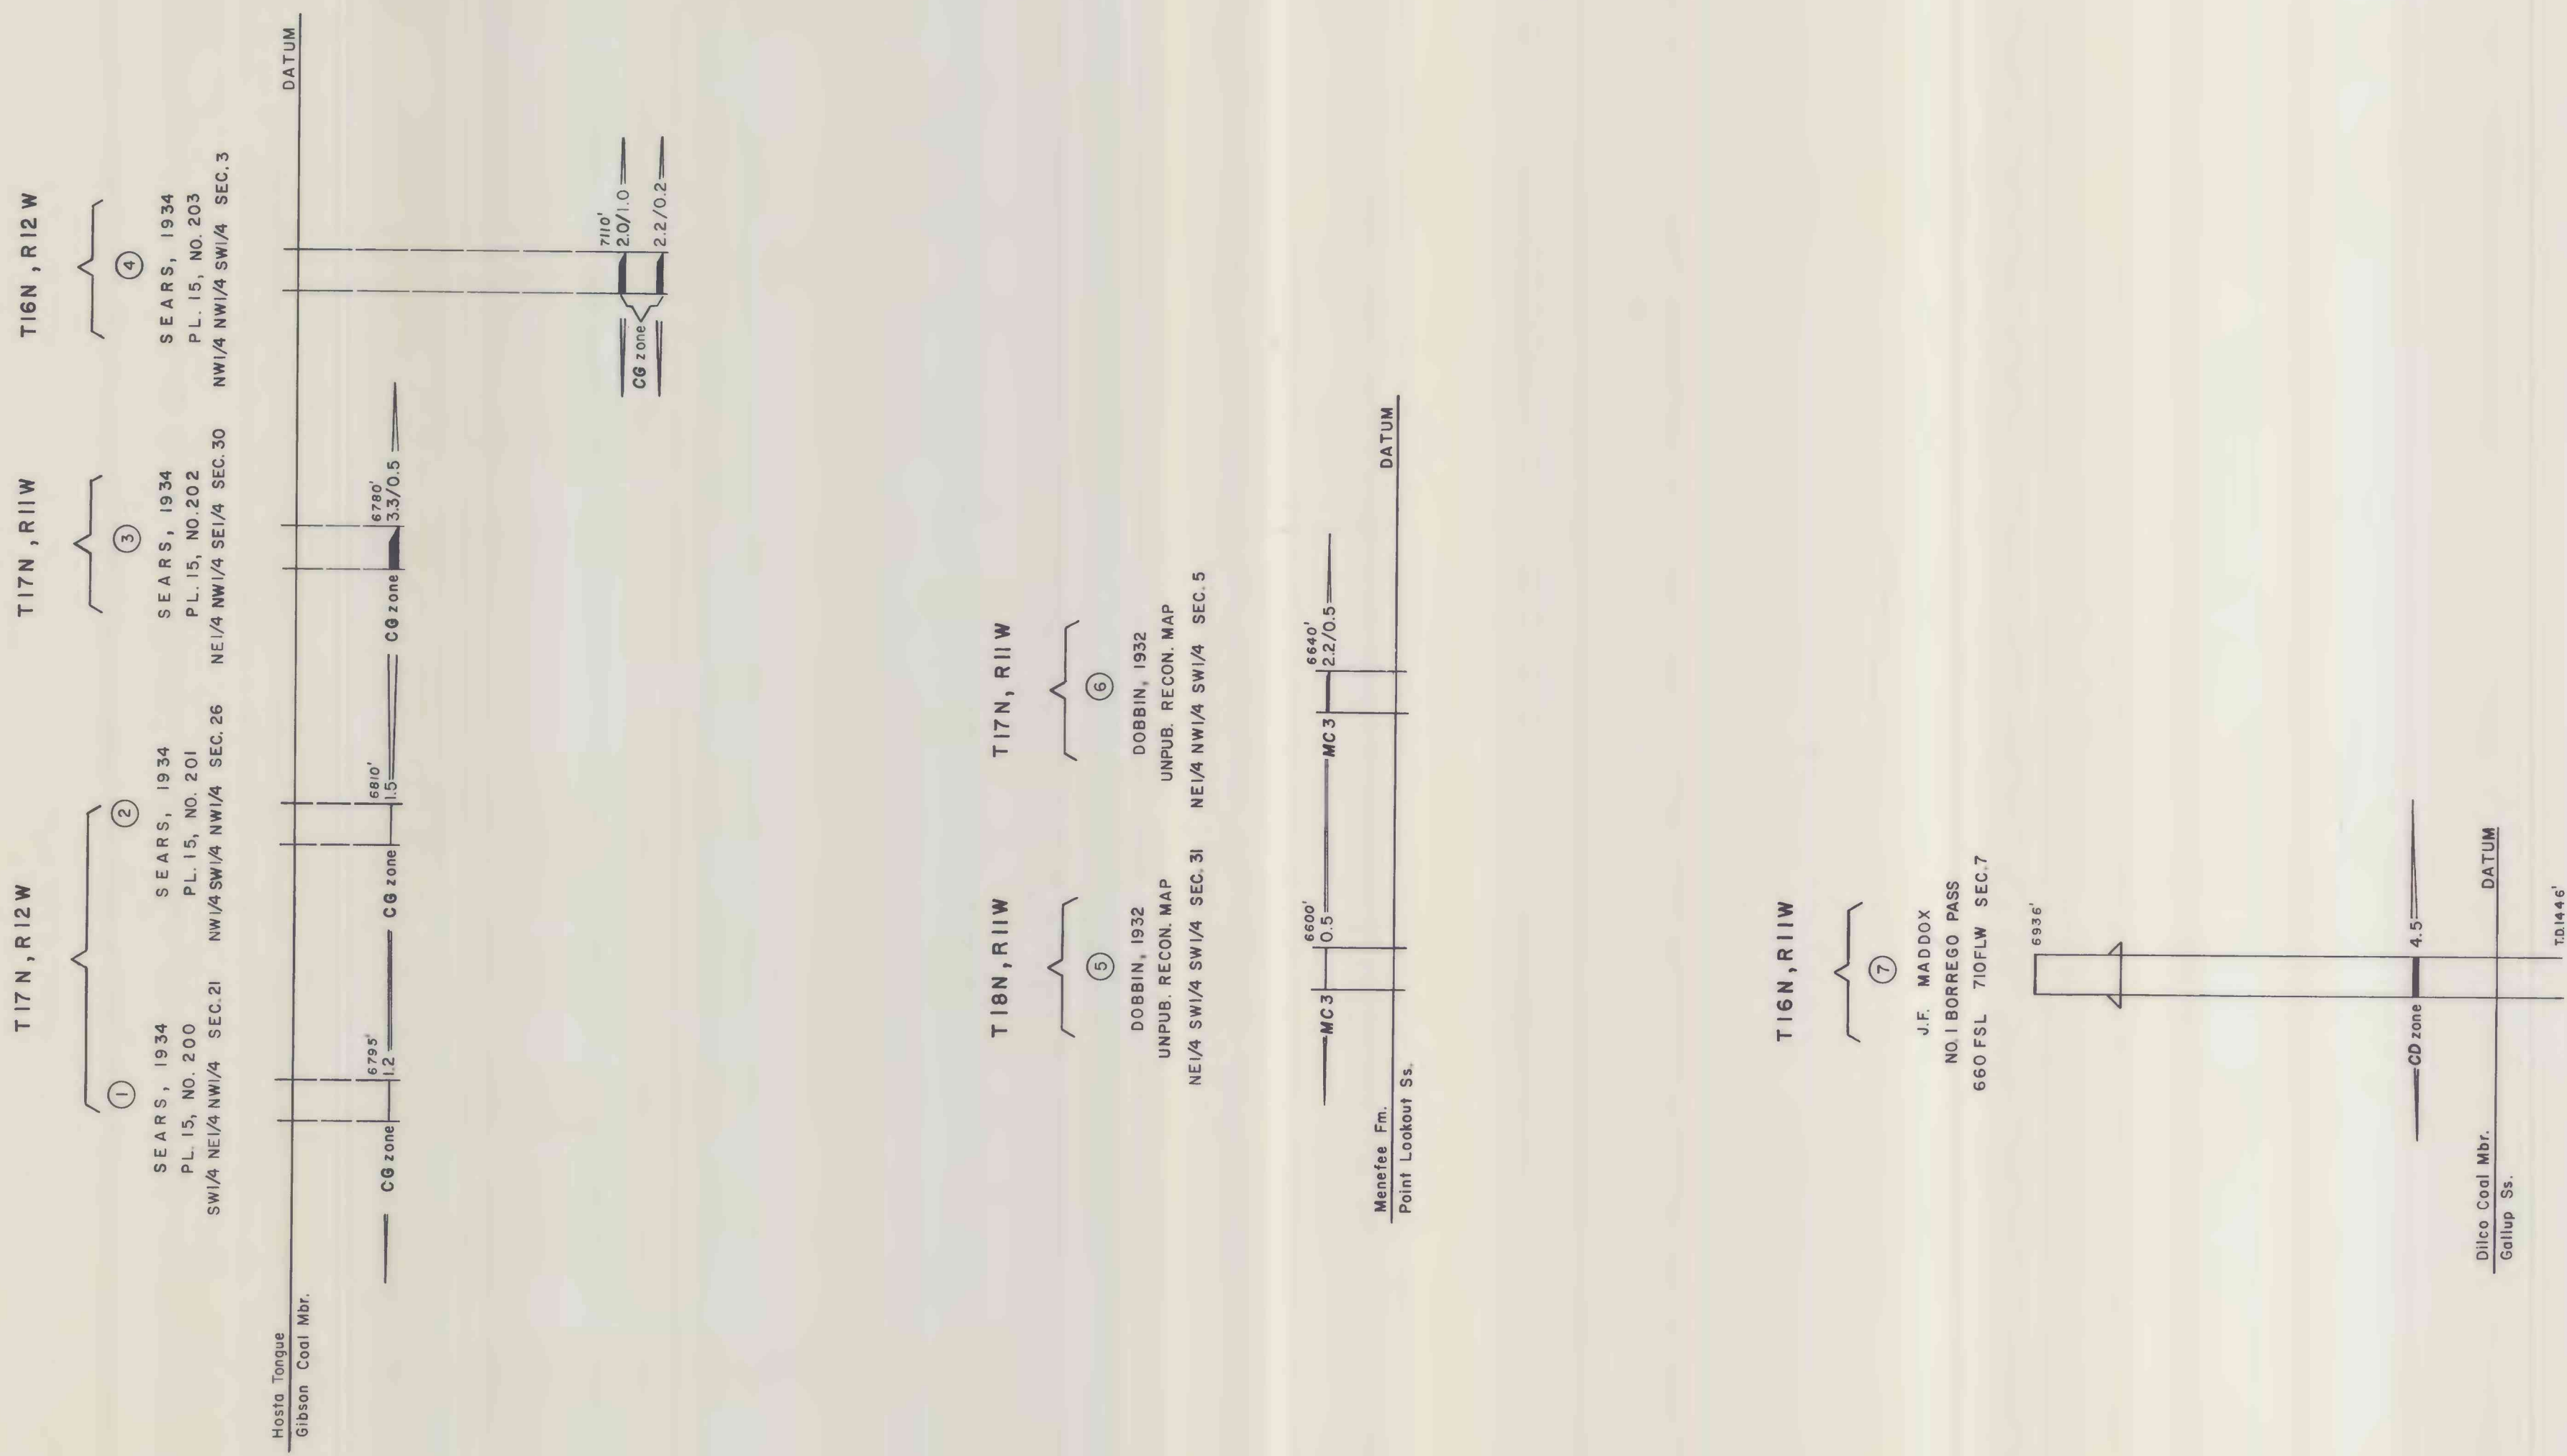 T17N, R12W
1
SEARS, 1934
PL. 15, NO. 200
SW1/4 NE1/4 NW1/4 SEC. 21
2
SEARS, 1934
PL. 15, NO. 201
NW1/4 SW1/4 NW1/4 NW1/4 SEC. 26
T17N, R11W
3
SEARS, 1934
PL. 15, NO. 202
NE1/4 NW1/4 SE1/4 SEC. 30
T16N, R12W
4
SEARS, 1934
PL. 15, NO. 203
NW1/4 NW1/4 SW1/4 SEC. 3
Hosta Tongue
Gibson Coal Mbr.
DATUM
CG zone
6795'
1.2
CG zone
6810'
1.5
CG zone
6780'
3.3/0.5
CG zone
7110'
2.0/1.0
2.2/0.2
T18N, R11W
5
DOBBIN, 1932
UNPUB. RECON. MAP
NE1/4 SW1/4 SW1/4 SEC. 31
T17N, R11W
6
DOBBIN, 1932
UNPUB. RECON. MAP
NE1/4 NW1/4 SW1/4 SEC. 5
MC 3
6600'
0.5
MC 3
6640'
2.2/0.5
Menefee Fm.
Point Lookout Ss.
DATUM
T16N, R11W
7
J.F. MADDOX
NO. 1 BORREGO PASS
660 FSL 710FLW SEC. 7
6936'
CD zone
4.5
Dilco Coal Mbr.
Gallup Ss.
DATUM
T.D. 1446'